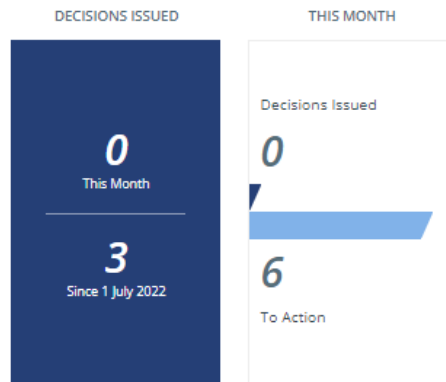 DECISIONS ISSUED
0
This Month
3
Since 1 July 2022
THIS MONTH
Decisions Issued
0
6
To Action